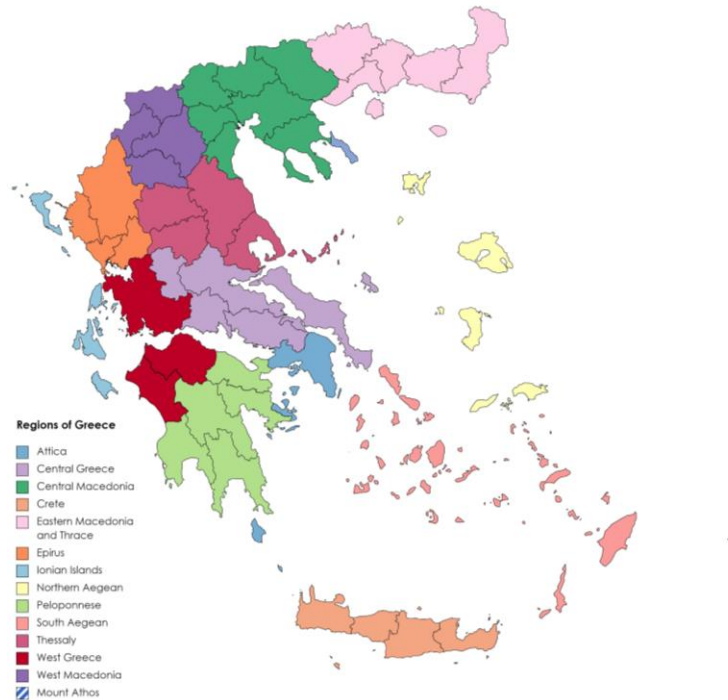 Regions of Greece
Attica
Central Greece
Central Macedonia
Crete
Eastern Macedonia
and Thrace
Epirus
Ionian Islands
Northern Aegean
Peloponnese
South Aegean
Thessaly
West Greece
West Macedonia
Mount Athos